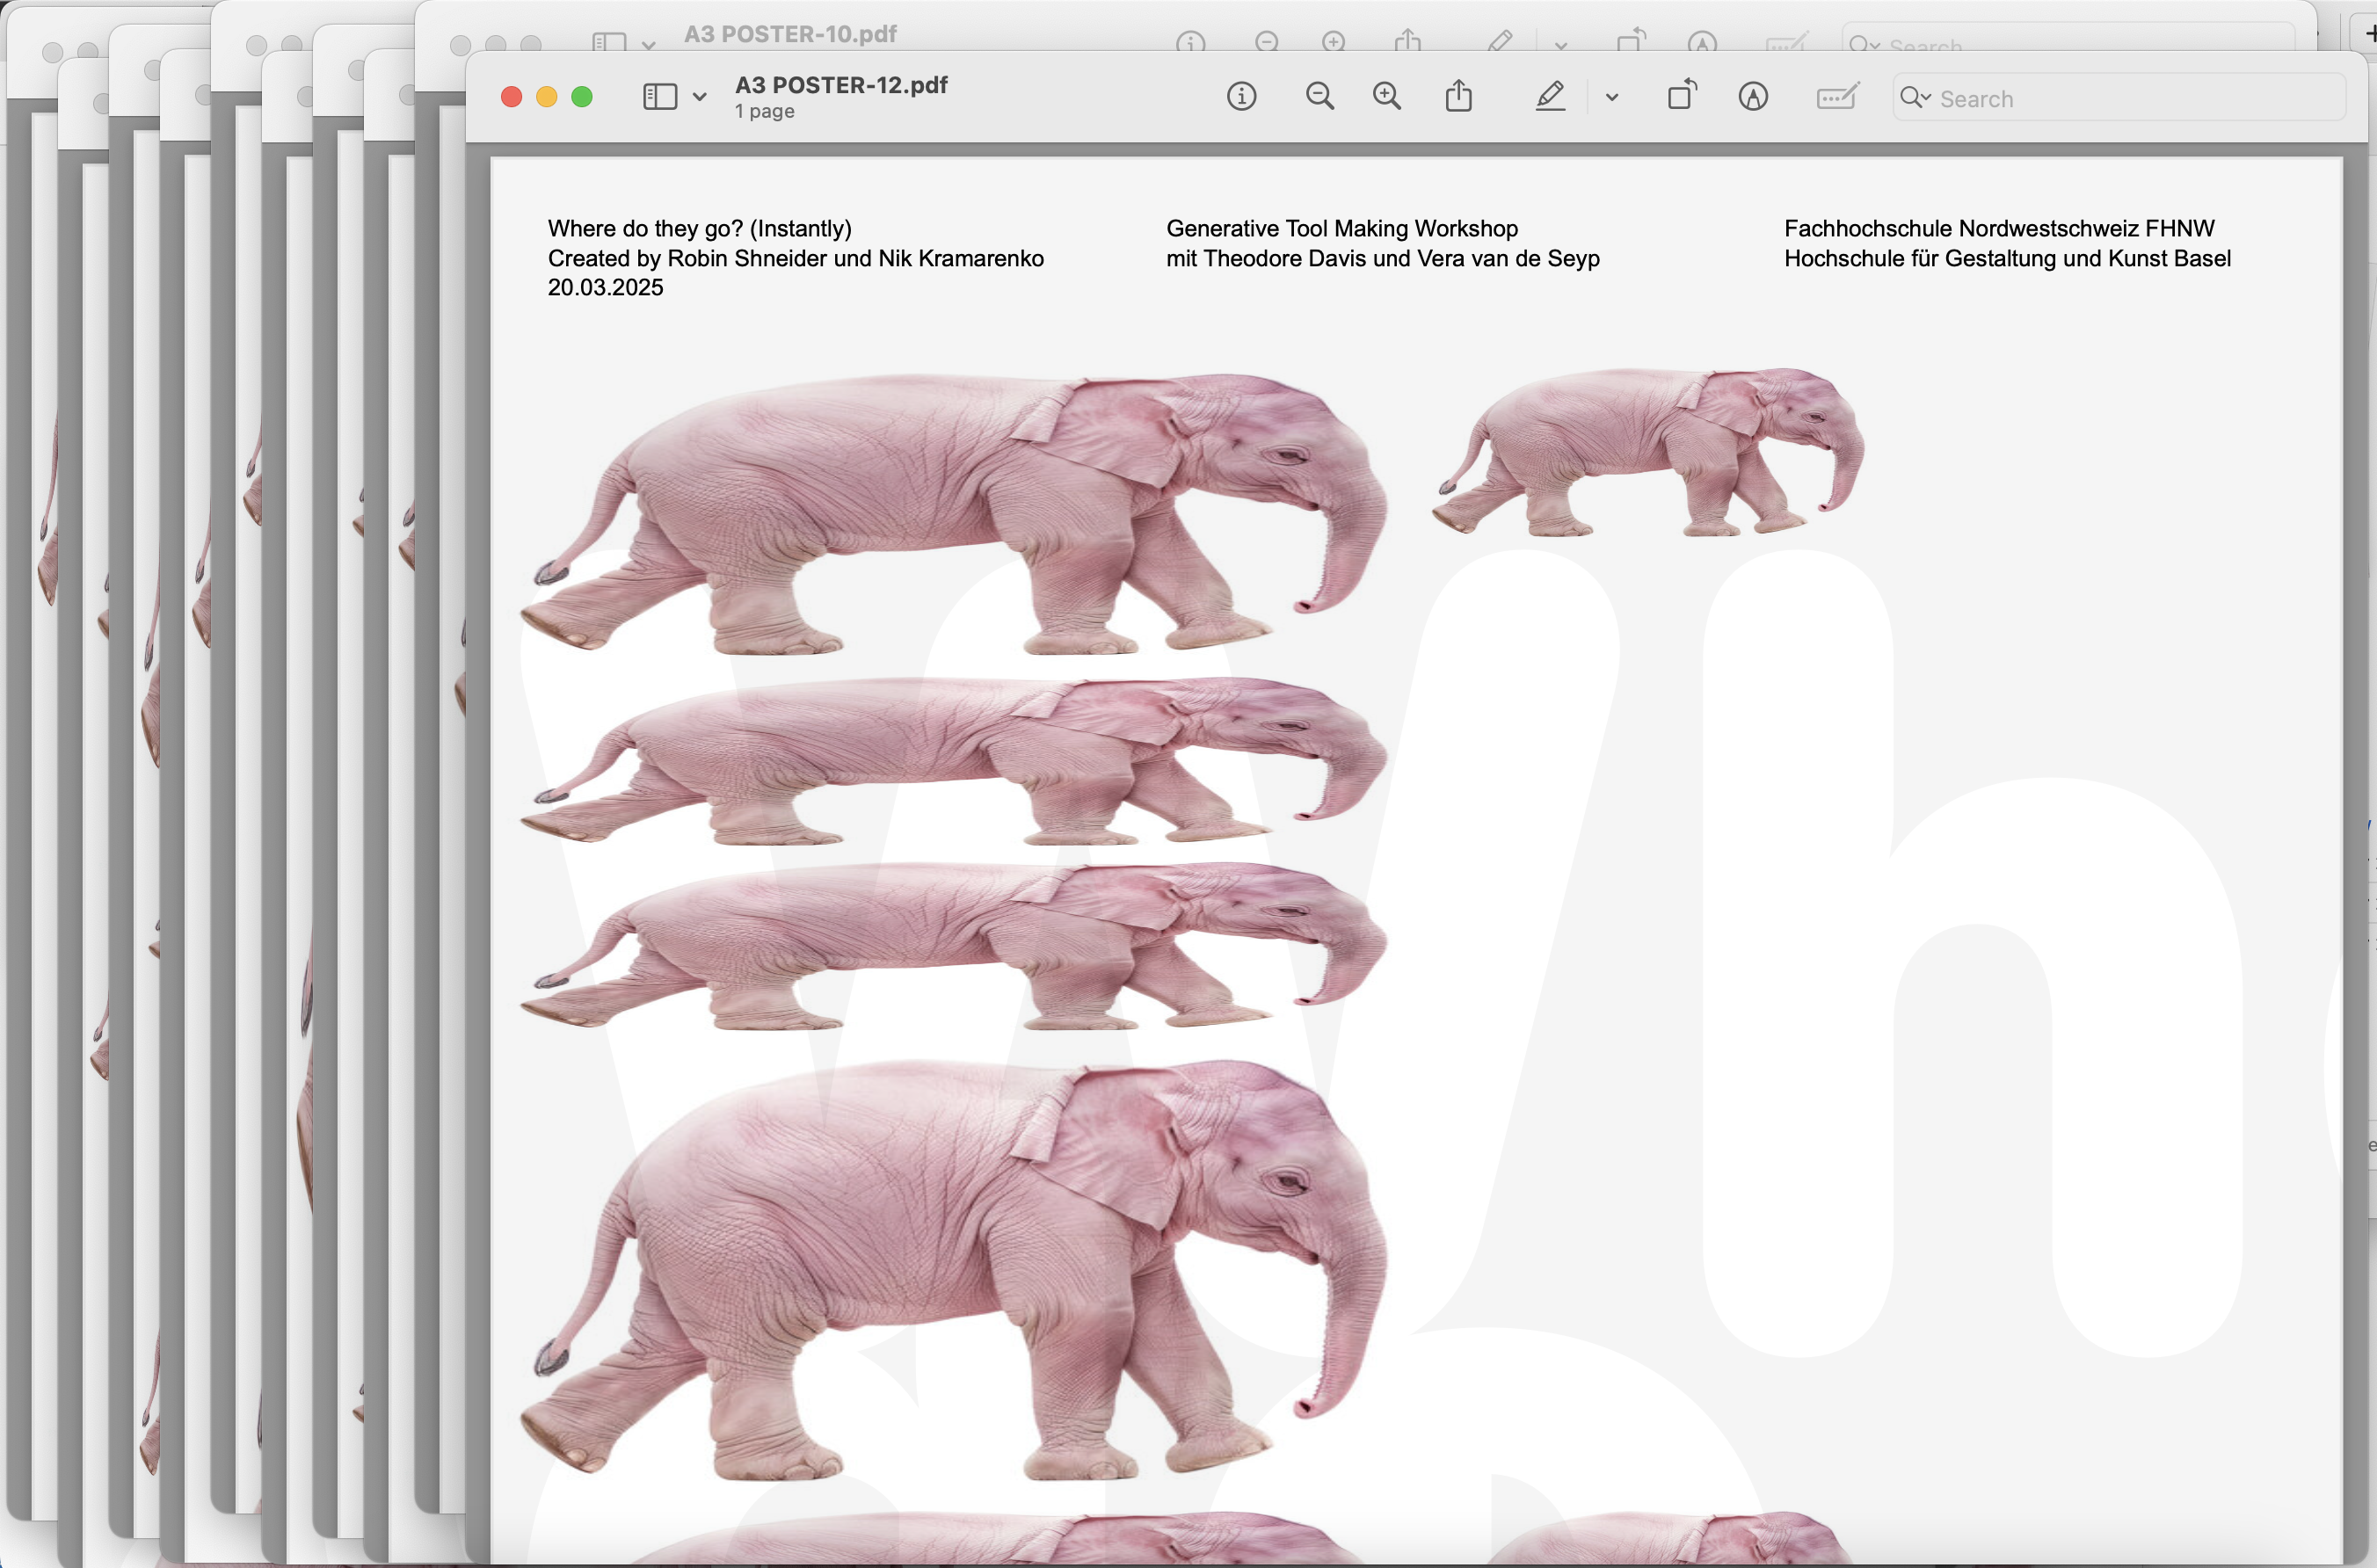 A3 POSTER-10.pdf
Search
A3 POSTER-12.pdf
1 page
Search
Where do they go? (Instantly)
Created by Robin Shneider und Nik Kramarenko
20.03.2025
Generative Tool Making Workshop
mit Theodore Davis und Vera van de Seyp
Fachhochschule Nordwestschweiz FHNW
Hochschule für Gestaltung und Kunst Basel
Wh